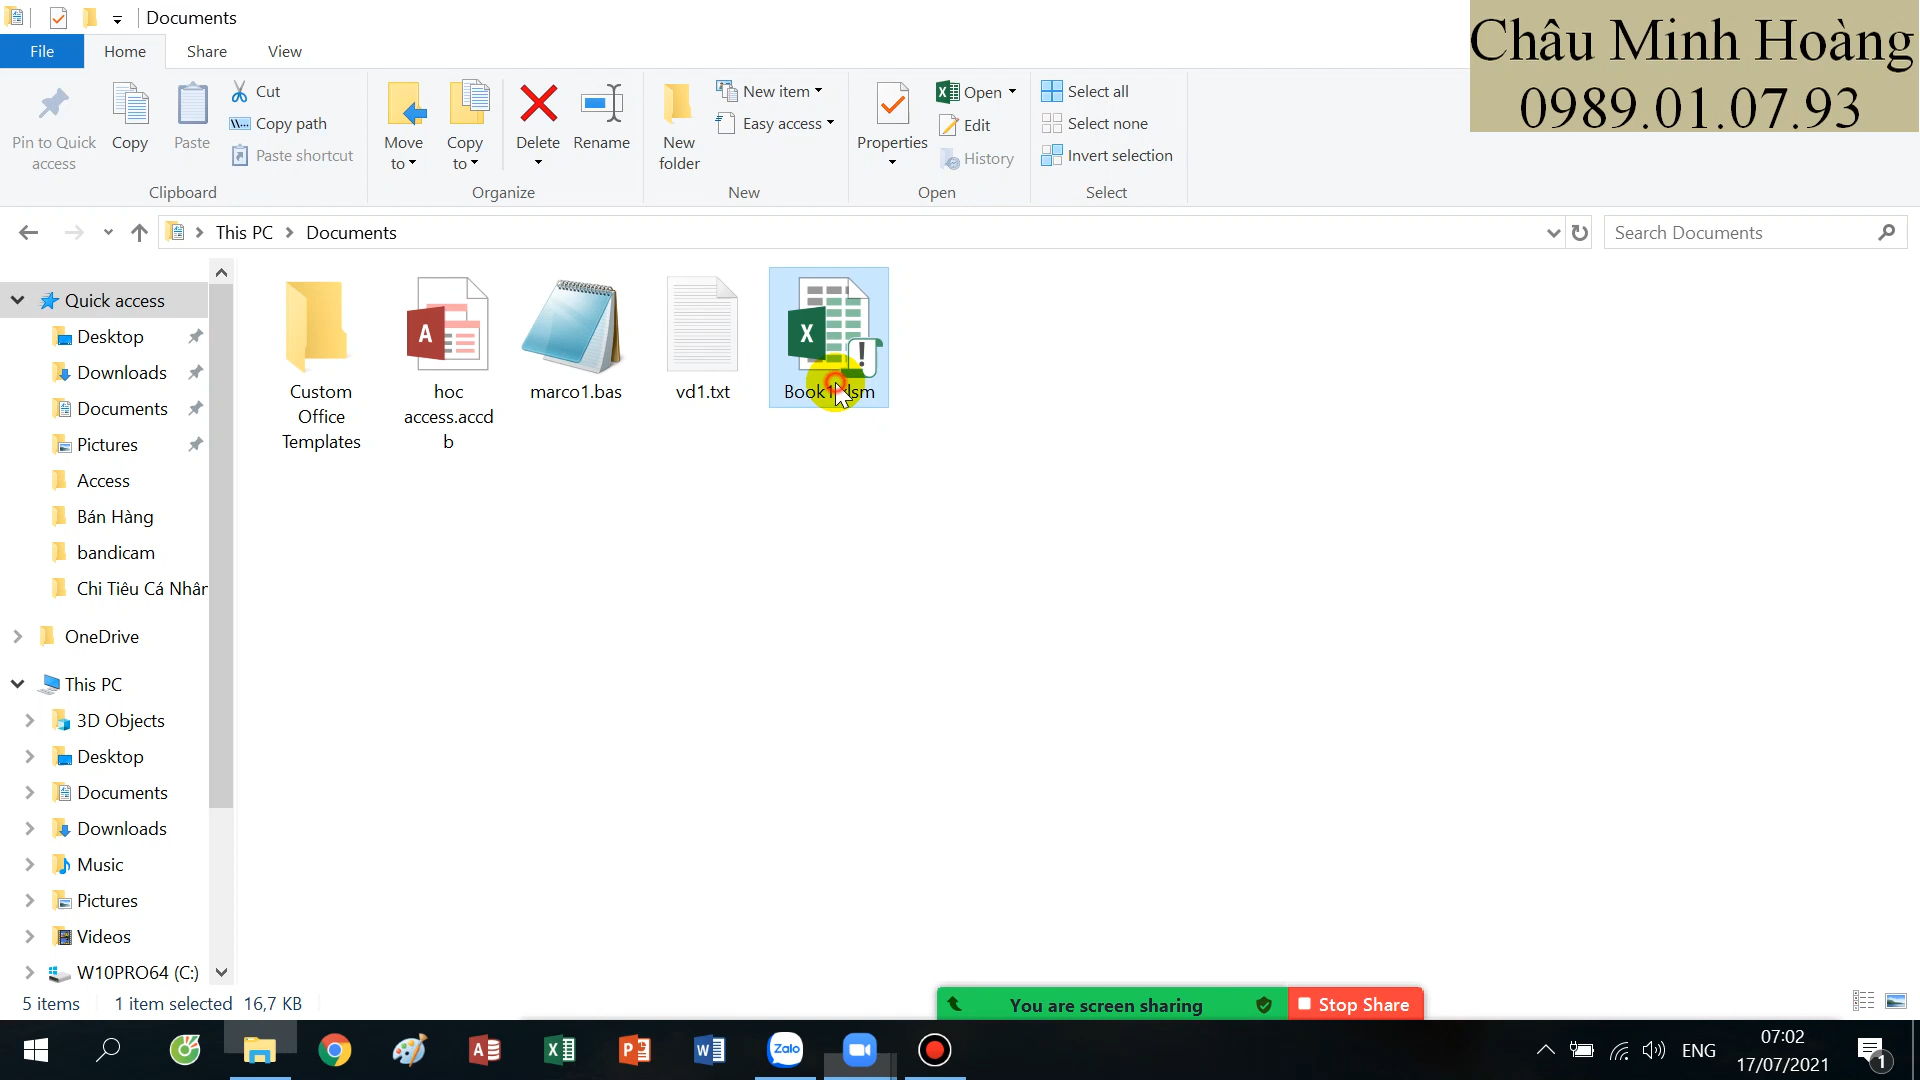 Documents
Châu Minh Hoàng
0989.01.07.93
File
Home
Share
View
Pin to Quick
access
Copy
Paste
Cut
Copy path
Paste shortcut
Clipboard
Move
to
Copy
to
Delete
Rename
Organize
New
folder
New item
Easy access
New
Properties
Open
Edit
History
Open
Select all
Select none
Invert selection
Select
This PC
Documents
Search Documents
Quick access
Desktop
Downloads
Documents
Pictures
Access
Bán Hàng
bandicam
Chi Tiêu Cá Nhân
OneDrive
This PC
3D Objects
Desktop
Documents
Downloads
Music
Pictures
Videos
W10PRO64 (C:)
Custom
Office
Templates
hoc
access.accd
b
marco1.bas
vd1.txt
5 items
1 item selected
16,7 KB
You are screen sharing
Stop Share
Zalo
ENG
07:02
17/07/2021
1